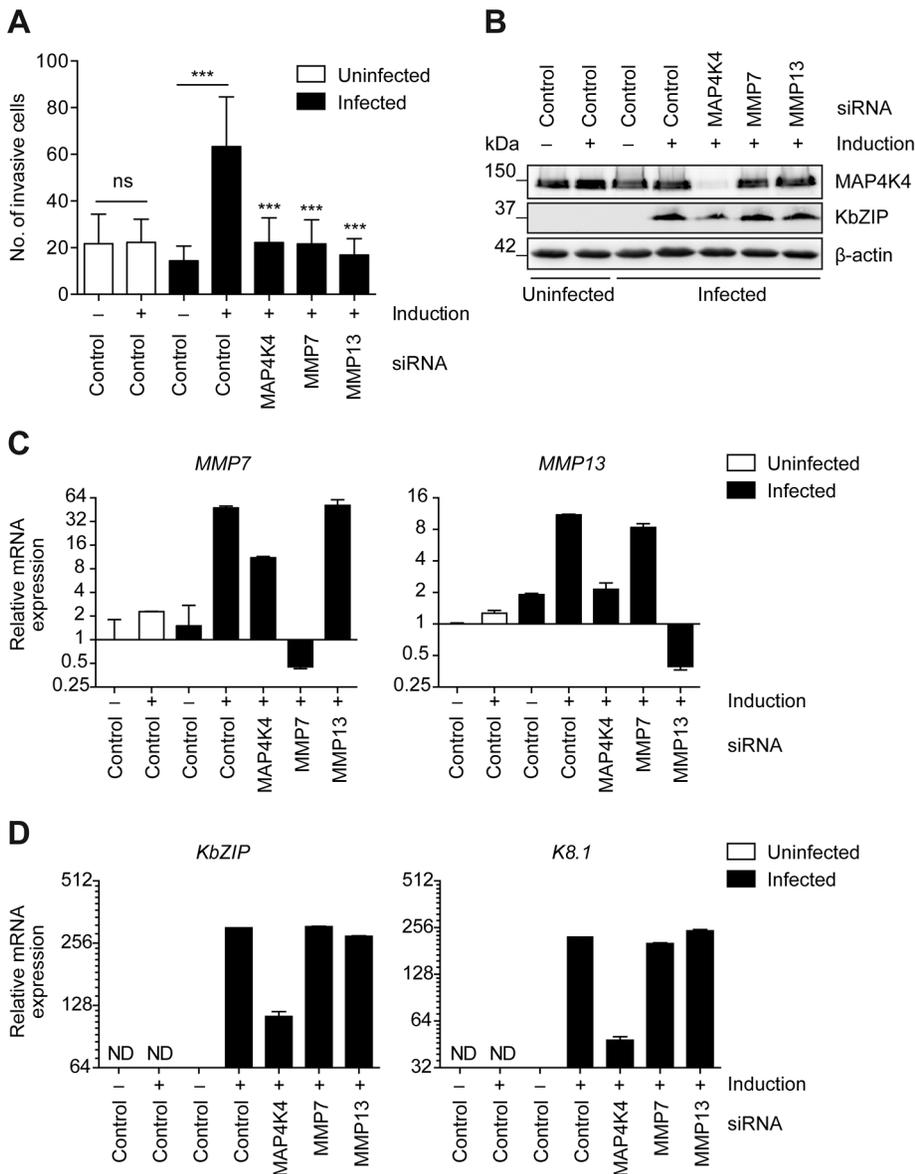 A
No. of invasive cells
100
80
60
40
20
0
ns
***
*** *** ***
Uninfected
Infected
– + – + + + + Induction
Control Control Control Control MAP4K4 MMP7 MMP13 siRNA
B
Control Control Control Control MAP4K4 MMP7 MMP13 siRNA
kDa – + – + + + + Induction
150 MAP4K4
37 KbZIP
42 β-actin
Uninfected Infected
C
MMP7
Relative mRNA
expression
64
32
16
8
4
2
1
0.5
0.25
– + – + + + +
Control Control Control Control MAP4K4 MMP7 MMP13
MMP13
16
8
4
2
1
0.5
0.25
Uninfected
Infected
– + – + + + + Induction
Control Control Control Control MAP4K4 MMP7 MMP13 siRNA
D
KbZIP
Relative mRNA
expression
512
256
128
64
ND ND
– + – + + + +
Control Control Control Control MAP4K4 MMP7 MMP13
K8.1
512
256
128
64
32
ND ND
Uninfected
Infected
– + – + + + + Induction
Control Control Control Control MAP4K4 MMP7 MMP13 siRNA